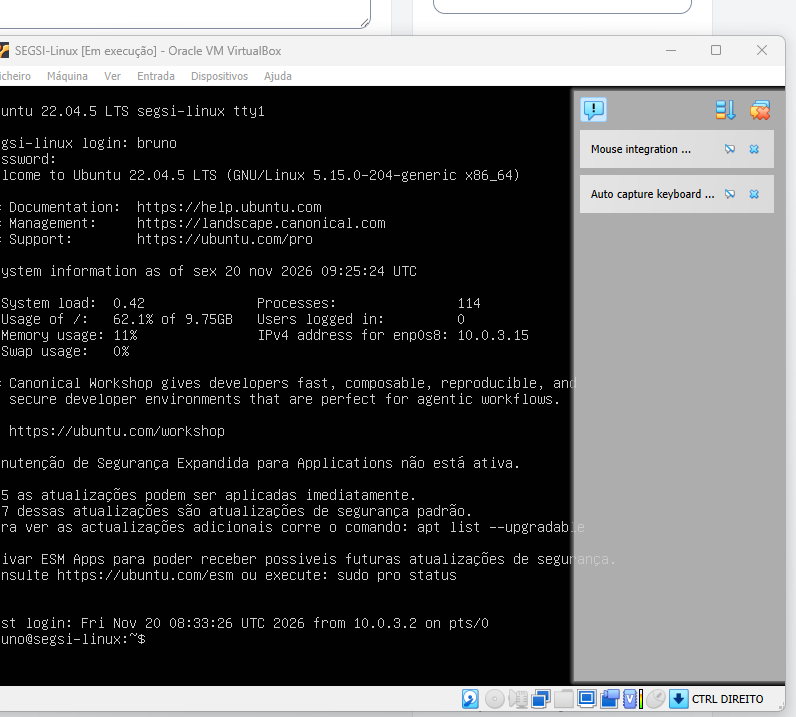 SEGSI-Linux [Em execução] - Oracle VM VirtualBox
icheiro Máquina Ver Entrada Dispositivos Ajuda
untu 22.04.5 LTS segsi-linux tty1
gsi-linux login: bruno
ssword:
lcome to Ubuntu 22.04.5 LTS (GNU/Linux 5.15.0-204-generic x86_64)
* Documentation: https://help.ubuntu.com
* Management: https://landscape.canonical.com
* Support: https://ubuntu.com/pro
ystem information as of sex 20 nov 2026 09:25:24 UTC
System load: 0.42 Processes: 114
Usage of /: 62.1% of 9.75GB Users logged in: 0
Memory usage: 11% IPv4 address for enp0s8: 10.0.3.15
Swap usage: 0%
* Canonical Workshop gives developers fast, composable, reproducible, and
secure developer environments that are perfect for agentic workflows.
https://ubuntu.com/workshop
nutenção de Segurança Expandida para Applications não está ativa.
5 as atualizações podem ser aplicadas imediatamente.
7 dessas atualizações são atualizações de segurança padrão.
ra ver as actualizações adicionais corre o comando: apt list --upgradable
ivar ESM Apps para poder receber possiveis futuras atualizações de segurança.
nsulte https://ubuntu.com/esm ou execute: sudo pro status
st login: Fri Nov 20 08:33:26 UTC 2026 from 10.0.3.2 on pts/0
uno@segsi-linux:~$
Mouse integration ...
Auto capture keyboard ...
CTRL DIREITO